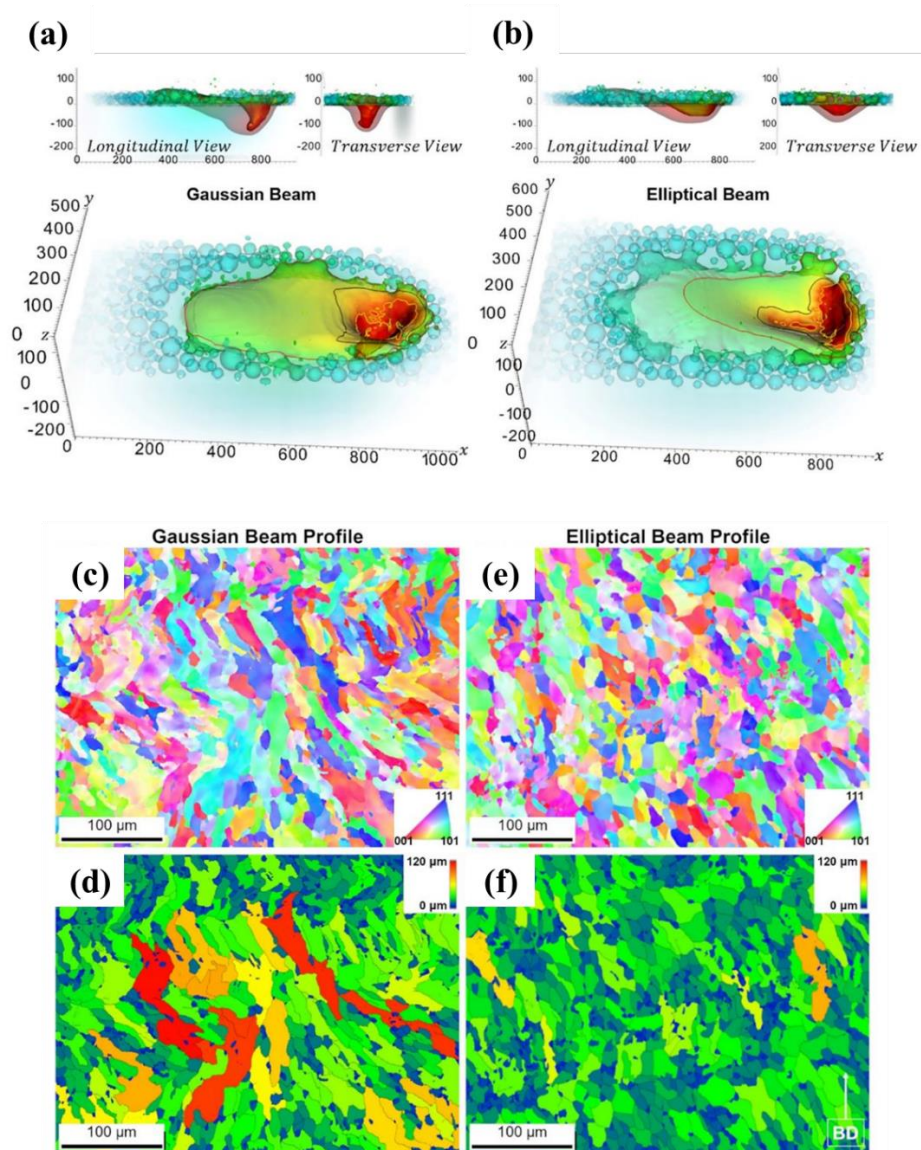 (a)
(b)
100
0
-100
-200
Longitudinal View
0 200 400 600 800
100
0
-100
-200
Transverse View
100
0
-100
-200
Longitudinal View
0 200 400 600 800
100
0
-100
-200
Transverse View
Gaussian Beam
y
500
400
300
200
100
0
z
100
0
-100
-200
0 200 400 600 800 1000 x
Elliptical Beam
y
600
500
400
300
200
100
0
z
100
0
-100
-200
0 200 400 600 800 x
Gaussian Beam Profile
Elliptical Beam Profile
(c)
100 µm
111
001 101
(e)
100 µm
111
001 101
(d)
120 µm
0 µm
100 µm
(f)
120 µm
0 µm
100 µm
BD